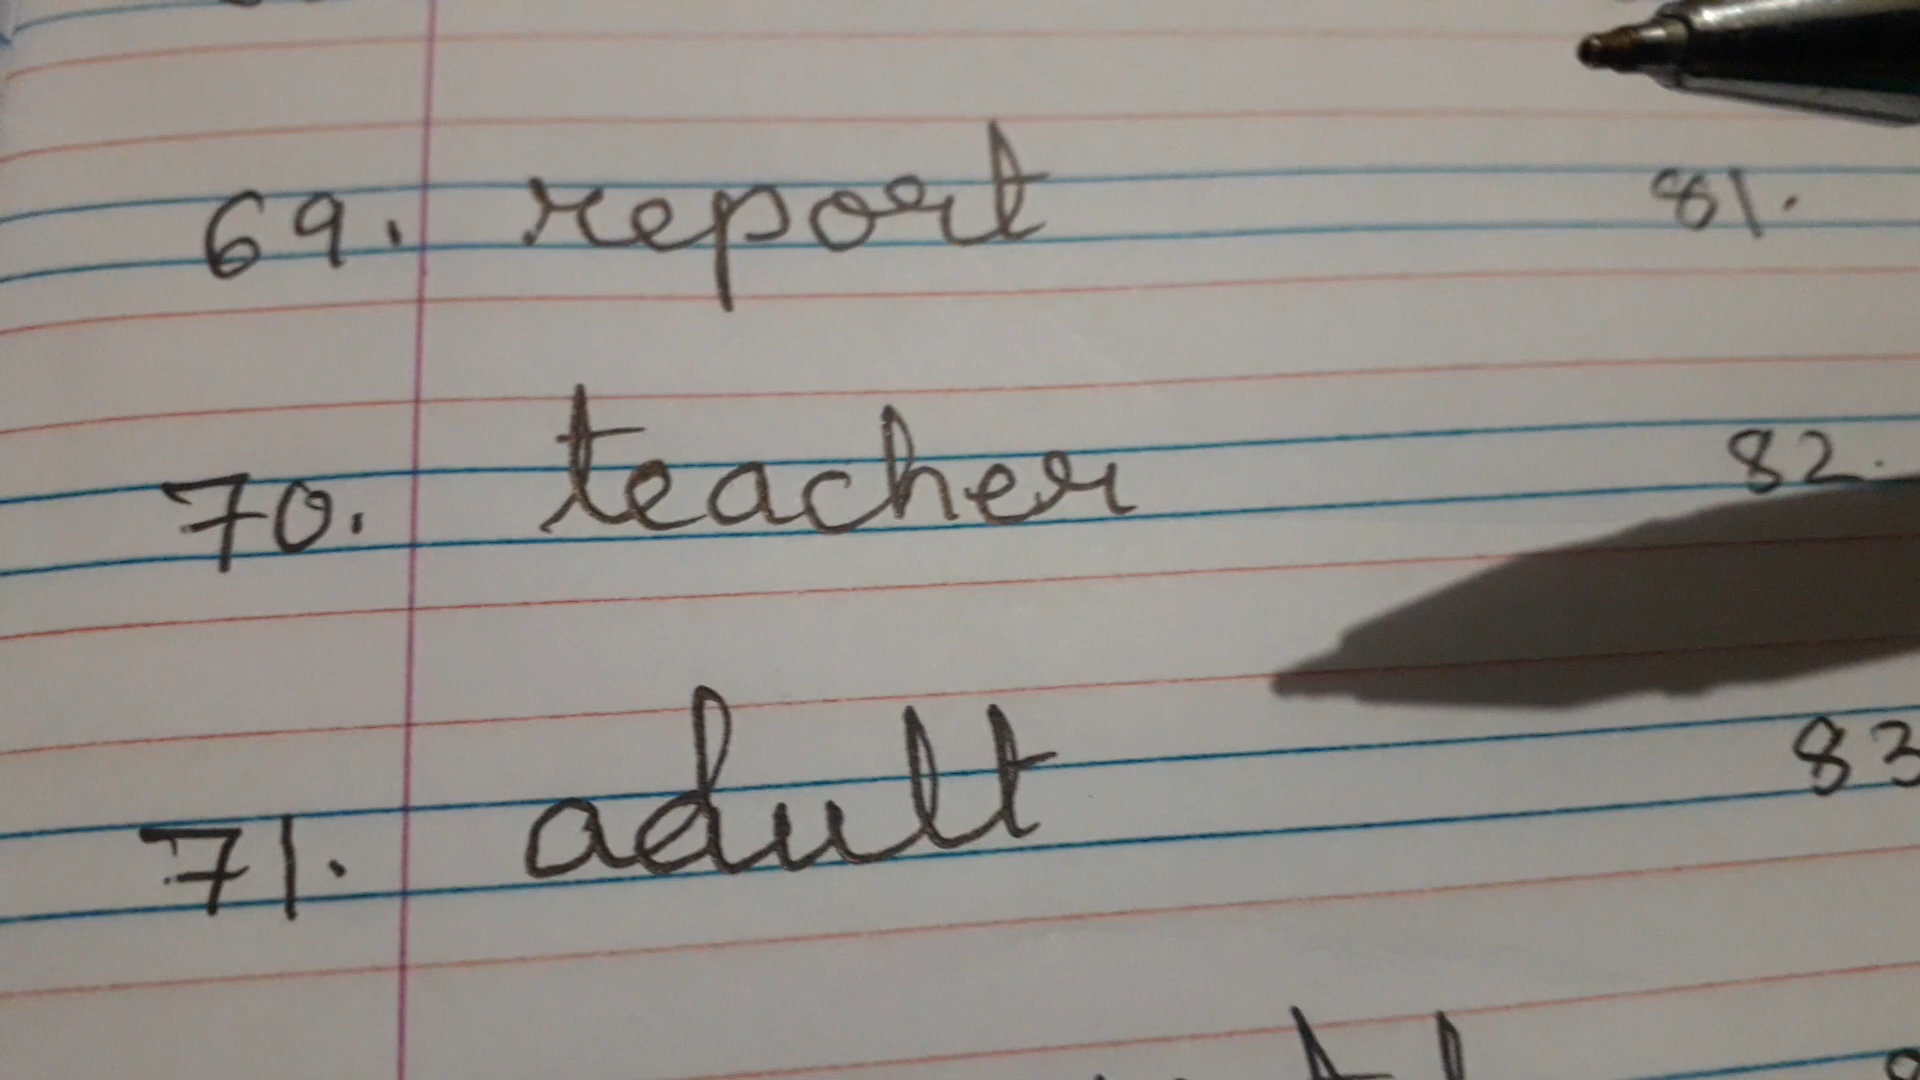 69. report 81.
70. teacher 82.
71. adult 83